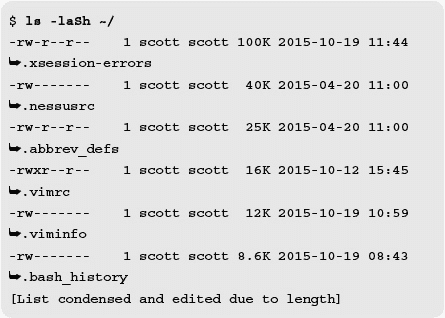 $ ls -laSh ~/
-rw-r--r--    1 scott scott 100K 2015-10-19 11:44
➥.xsession-errors
-rw-------    1 scott scott  40K 2015-04-20 11:00
➥.nessusrc
-rw-r--r--    1 scott scott  25K 2015-04-20 11:00
➥.abbrev_defs
-rwxr--r--    1 scott scott  16K 2015-10-12 15:45
➥.vimrc
-rw-------    1 scott scott  12K 2015-10-19 10:59
➥.viminfo
-rw-------    1 scott scott 8.6K 2015-10-19 08:43
➥.bash_history
[List condensed and edited due to length]